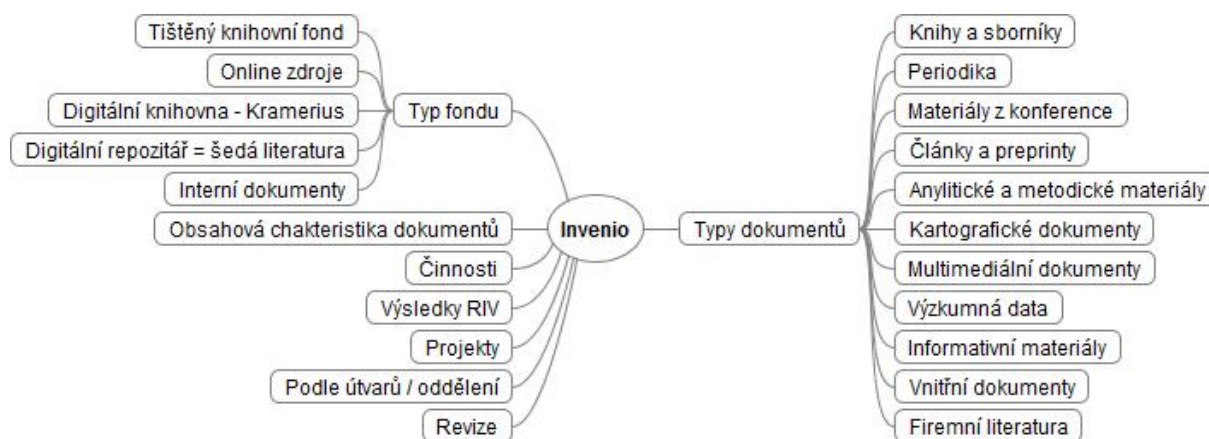 Tištěný knihovní fond
Online zdroje
Digitální knihovna - Kramerius
Digitální repozitář = šedá literatura
Interní dokumenty
Typ fondu
Obsahová chakteristika dokumentů
Činnosti
Výsledky RIV
Projekty
Podle útvarů / oddělení
Revize
Invenio
Typy dokumentů
Knihy a sborníky
Periodika
Materiály z konference
Články a preprinty
Anylitické a metodické materiály
Kartografické dokumenty
Multimediální dokumenty
Výzkumná data
Informativní materiály
Vnitřní dokumenty
Firemní literatura